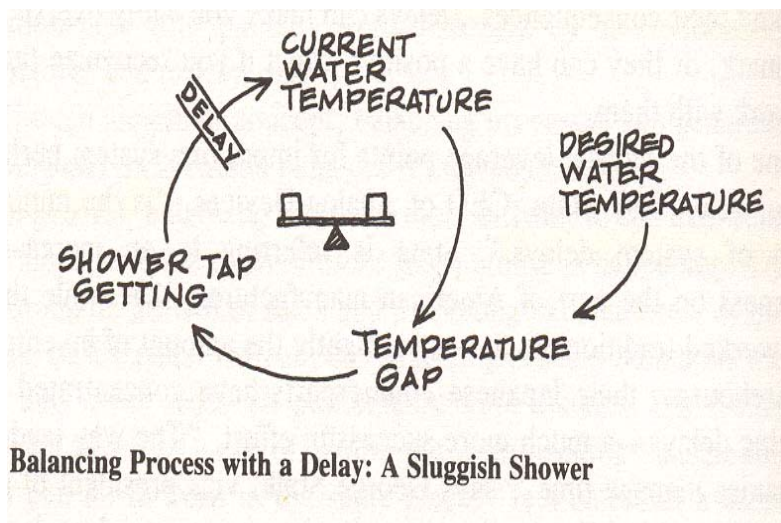 CURRENT
WATER
TEMPERATURE
DELAY
DESIRED
WATER
TEMPERATURE
SHOWER TAP
SETTING
TEMPERATURE
GAP
Balancing Process with a Delay: A Sluggish Shower